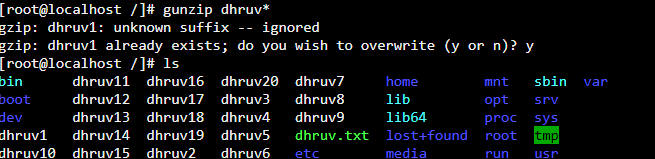 [root@localhost /]# gunzip dhruv*
gzip: dhruv1: unknown suffix -- ignored
gzip: dhruv1 already exists; do you wish to overwrite (y or n)? y
[root@localhost /]# ls
bin dhruv11 dhruv16 dhruv20 dhruv7 home mnt sbin var
boot dhruv12 dhruv17 dhruv3 dhruv8 lib opt srv
dev dhruv13 dhruv18 dhruv4 dhruv9 lib64 proc sys
dhruv1 dhruv14 dhruv19 dhruv5 dhruv.txt lost+found root tmp
dhruv10 dhruv15 dhruv2 dhruv6 etc media run usr